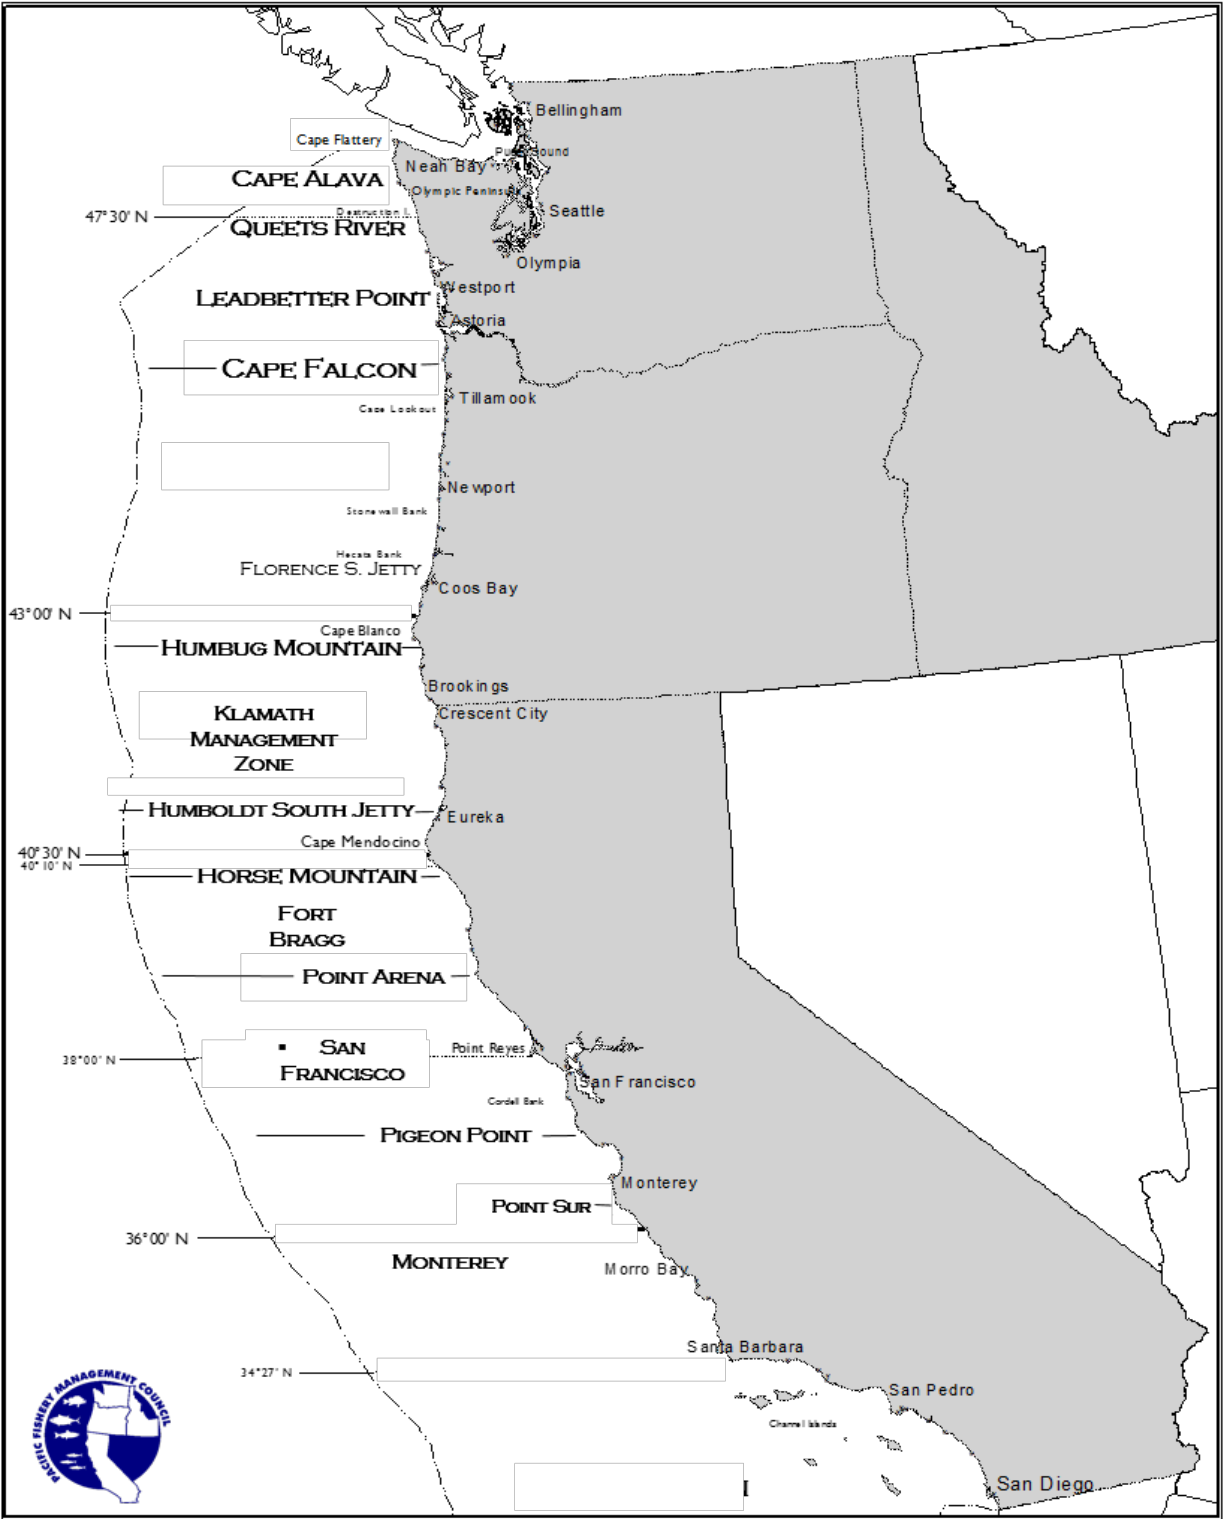 Bellingham
Cape Flattery
Neah Bay
CAPE ALAVA
Olympic Peninsula
Destruction I.
Seattle
47°30' N
QUEETS RIVER
Olympia
Westport
LEADBETTER POINT
Astoria
CAPE FALCON
Tillamook
Cape Lookout
Newport
Stonewall Bank
Heceta Bank
FLORENCE S. JETTY
Coos Bay
43°00' N
Cape Blanco
HUMBUG MOUNTAIN
Brookings
Crescent City
KLAMATH
MANAGEMENT
ZONE
HUMBOLDT SOUTH JETTY
Eureka
Cape Mendocino
40°30' N
40°10' N
HORSE MOUNTAIN
FORT
BRAGG
POINT ARENA
SAN
FRANCISCO
Point Reyes
38°00' N
San Francisco
Cordell Bank
PIGEON POINT
Monterey
POINT SUR
36°00' N
MONTEREY
Morro Bay
Santa Barbara
34°27' N
San Pedro
Channel Islands
PACIFIC FISHERY MANAGEMENT COUNCIL
San Diego